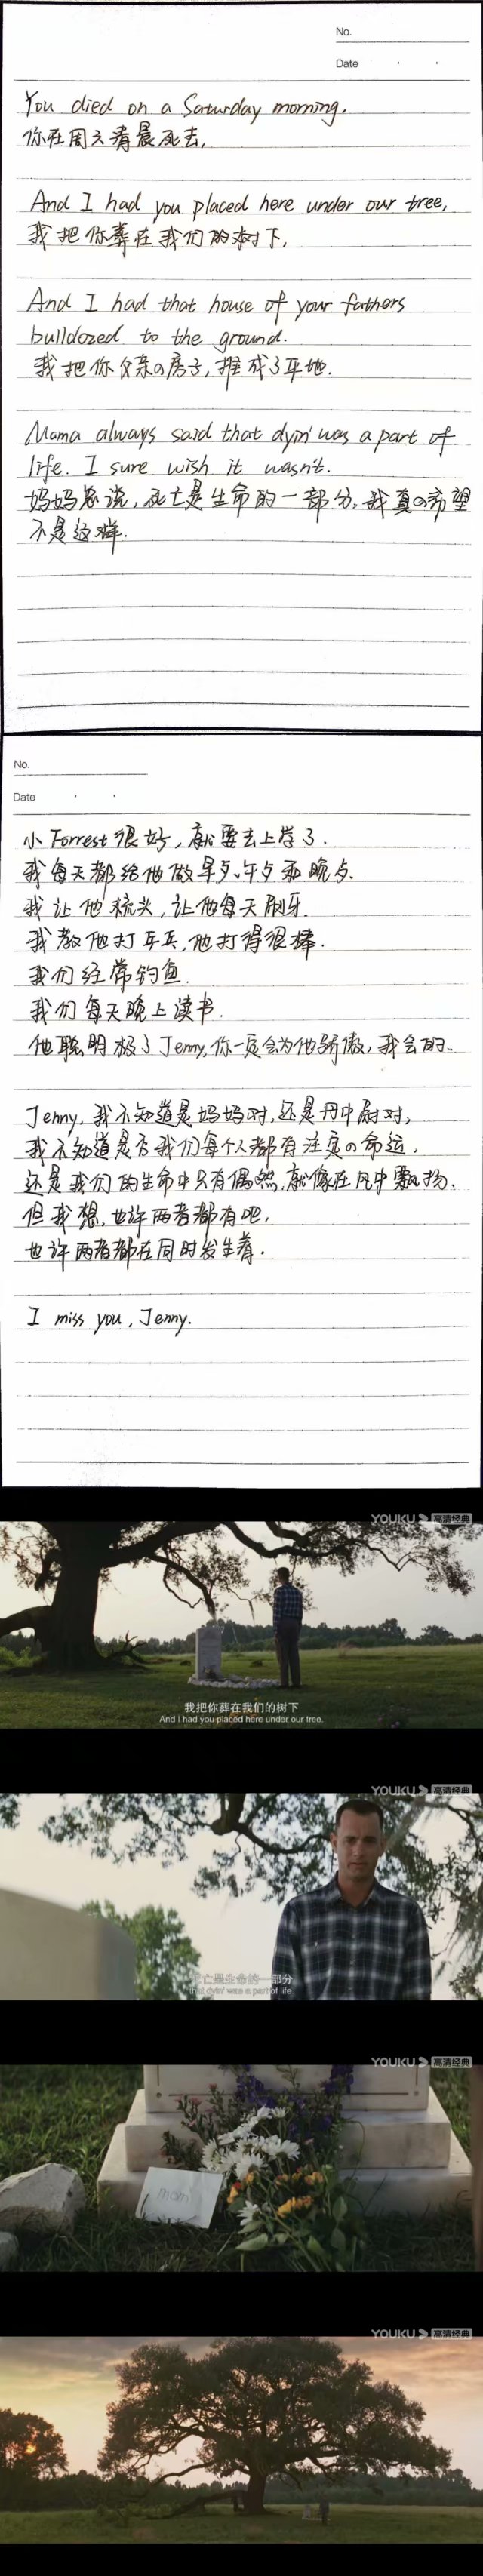 No.
Date
You died on a Saturday morning.
你在周六清晨死去,
And I had you placed here under our tree,
我把你葬在我们的树下,
And I had that house of your fathers
bulldozed to the ground.
我把你父亲の房子,推成了平地.
Mama always said that dyin' was a part of
life. I sure wish it wasn't.
妈妈总说,死亡是生命的一部分,我真の希望
不是这样.
No.
Date
小Forrest很好,就要去上学了.
我每天都给他做早歺、午歺和晚歺.
我让他梳头,让他每天刷牙.
我教他打乒乓,他打得很棒.
我们经常钓鱼.
我们每天晚上读书.
他聪明极了Jenny,你一定会为他骄傲,我会的.
Jenny,我不知道是妈妈对,还是丹中尉对,
我不知道是否我们每个人都有注定の命运,
还是我们的生命中只有偶然,就像在风中飘扬.
但我想,也许两者都有吧,
也许两者都在同时发生着.
I miss you, Jenny.
YOUKU 高清经典
我把你葬在我们的树下
And I had you placed here under our tree.
YOUKU 高清经典
死亡是生命的一部分
that dyin' was a part of life
YOUKU 高清经典
mom
YOUKU 高清经典